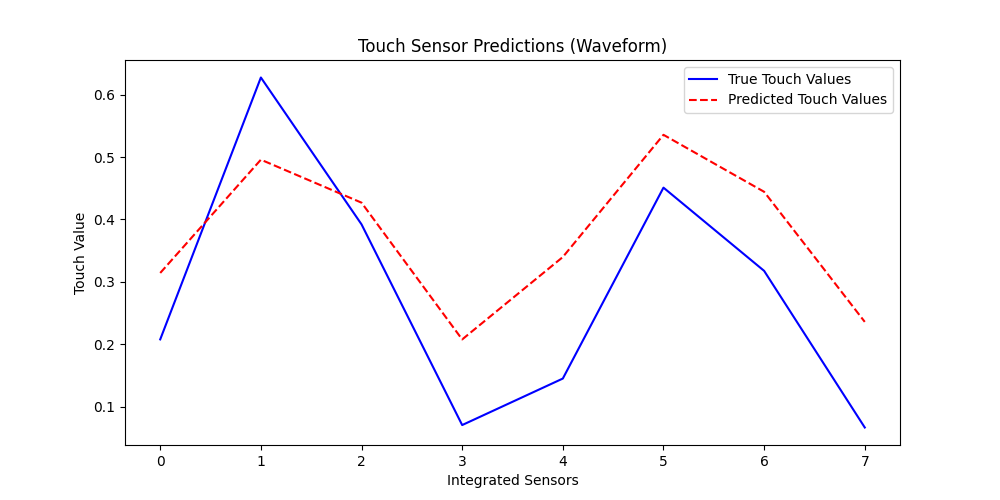 Touch Sensor Predictions (Waveform)
True Touch Values
Predicted Touch Values
0.6
0.5
0.4
0.3
0.2
0.1
Touch Value
0 1 2 3 4 5 6 7
Integrated Sensors